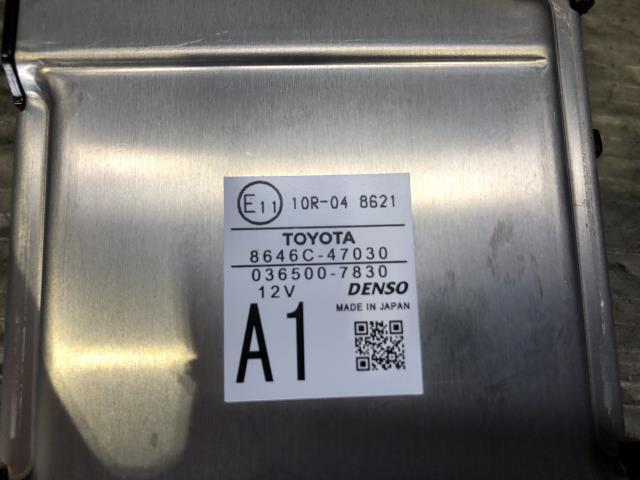 E11 10R-04 8621
TOYOTA
8646C-47030
036500-7830
12V DENSO
MADE IN JAPAN
A1